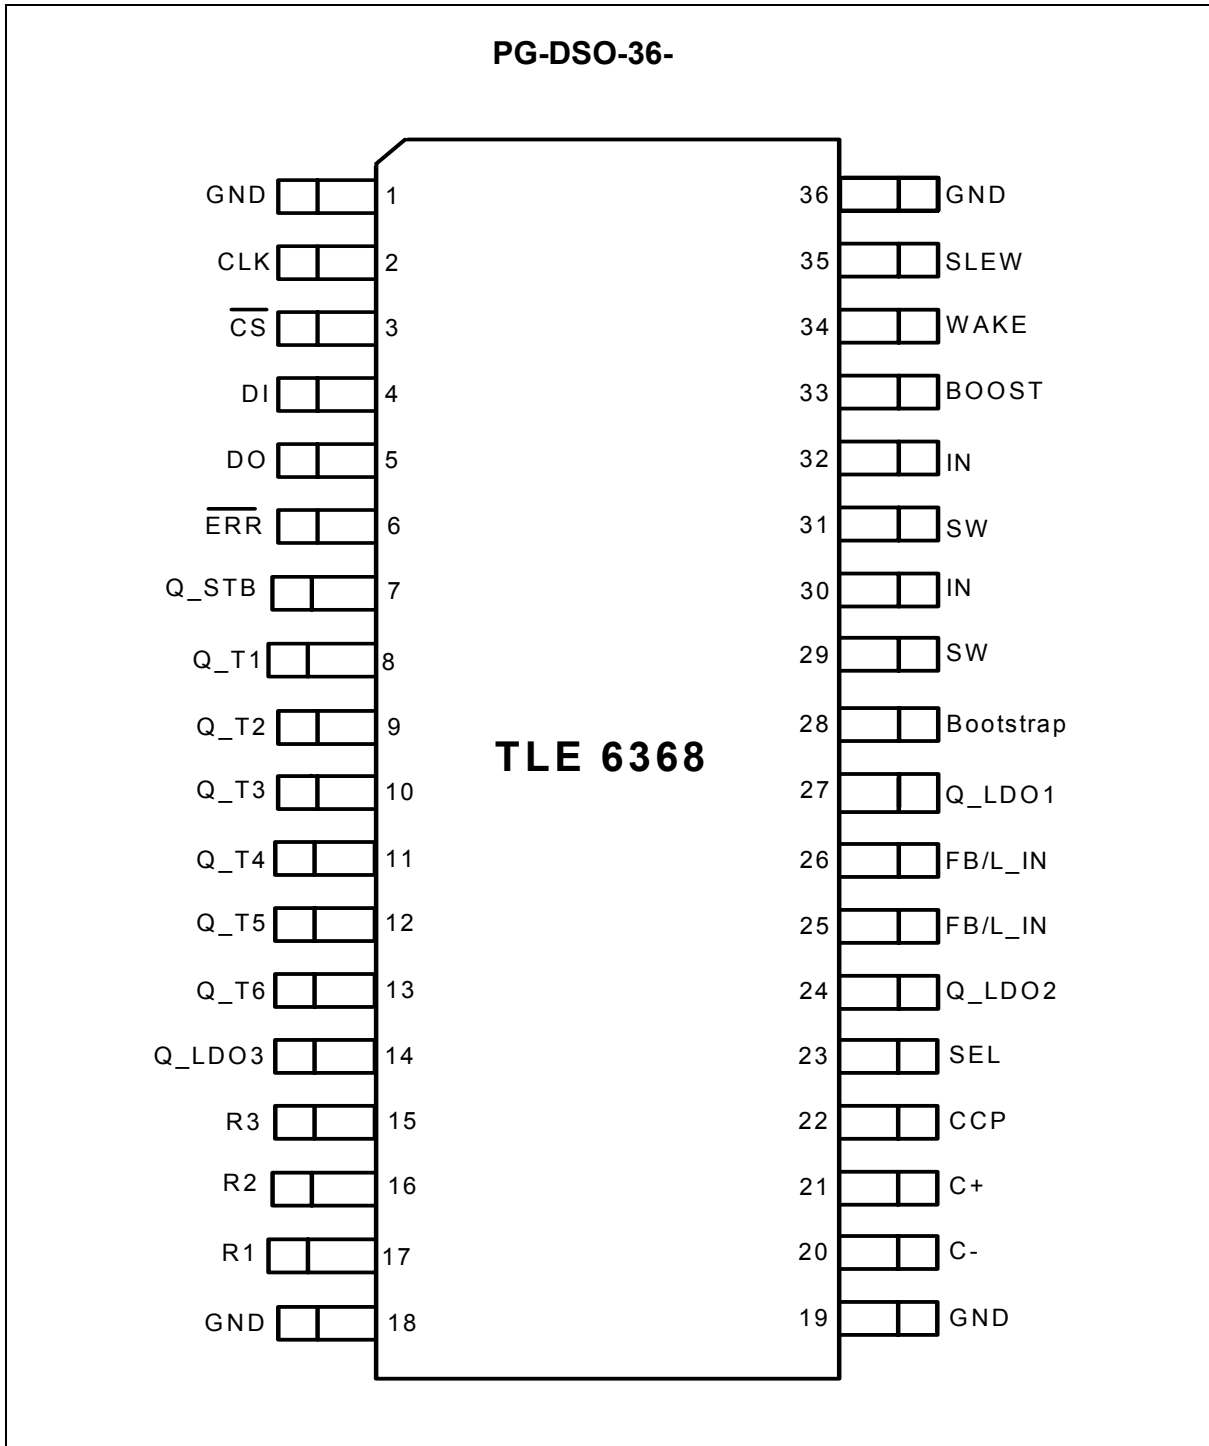 PG-DSO-36-
GND 1 36 GND
CLK 2 35 SLEW
C̅S̅ 3 34 WAKE
DI 4 33 BOOST
DO 5 32 IN
E̅R̅R̅ 6 31 SW
Q_STB 7 30 IN
Q_T1 8 29 SW
Q_T2 9 28 Bootstrap
TLE 6368
Q_T3 10 27 Q_LDO1
Q_T4 11 26 FB/L_IN
Q_T5 12 25 FB/L_IN
Q_T6 13 24 Q_LDO2
Q_LDO3 14 23 SEL
R3 15 22 CCP
R2 16 21 C+
R1 17 20 C-
GND 18 19 GND